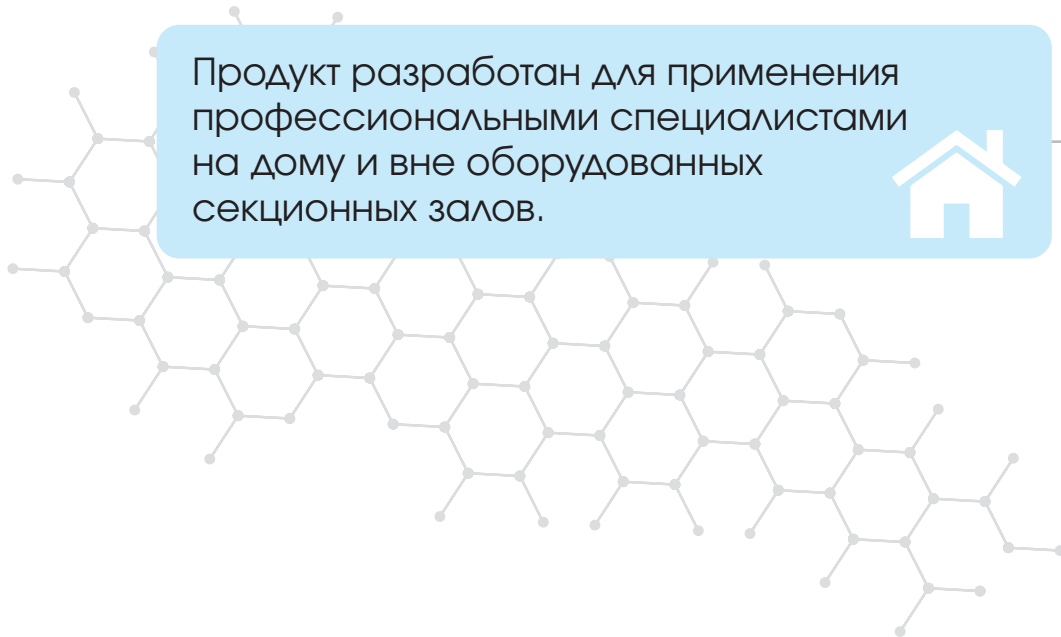 Продукт разработан для применения
профессиональными специалистами
на дому и вне оборудованных
секционных залов.